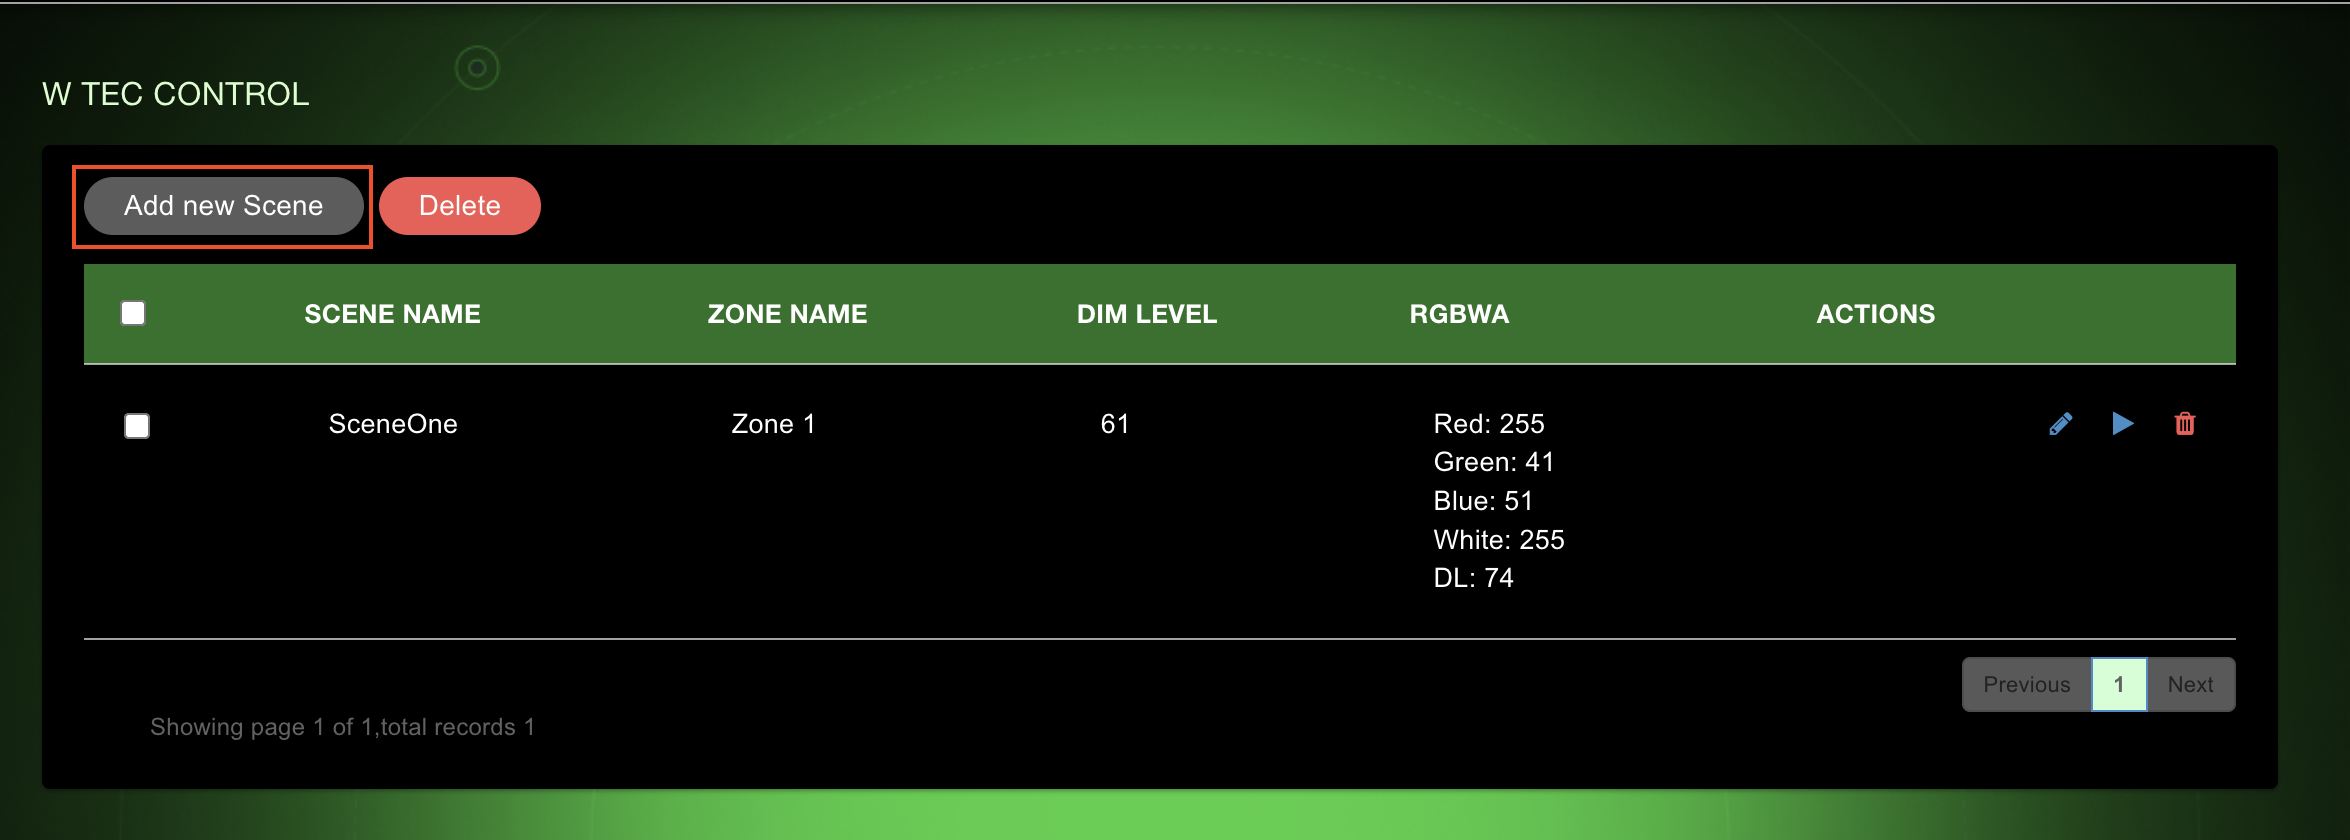 W TEC CONTROL
Add new Scene Delete
SCENE NAME ZONE NAME DIM LEVEL RGBWA ACTIONS
SceneOne Zone 1 61 Red: 255
Green: 41
Blue: 51
White: 255
DL: 74
Previous 1 Next
Showing page 1 of 1,total records 1